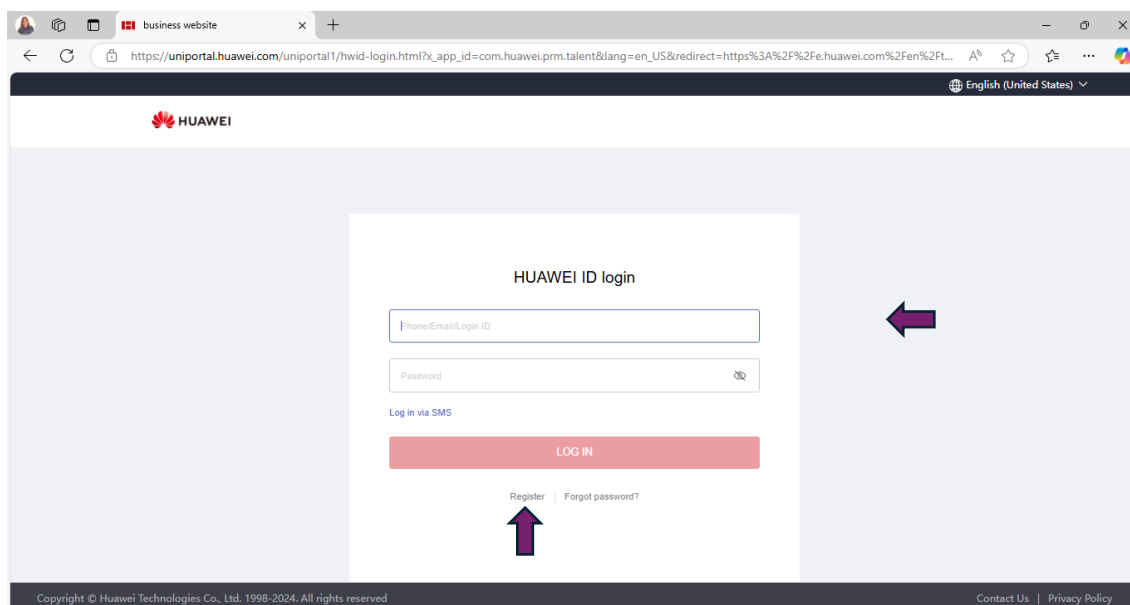 business website
https://uniportal.huawei.com/uniportal1/hwid-login.html?x_app_id=com.huawei.prm.talent&lang=en_US&redirect=https%3A%2F%2Fe.huawei.com%2Fen%2Ft...
English (United States)
HUAWEI
HUAWEI ID login
Phone/Email/Login ID
Password
Log in via SMS
LOG IN
Register | Forgot password?
Copyright © Huawei Technologies Co., Ltd. 1998-2024. All rights reserved Contact Us | Privacy Policy